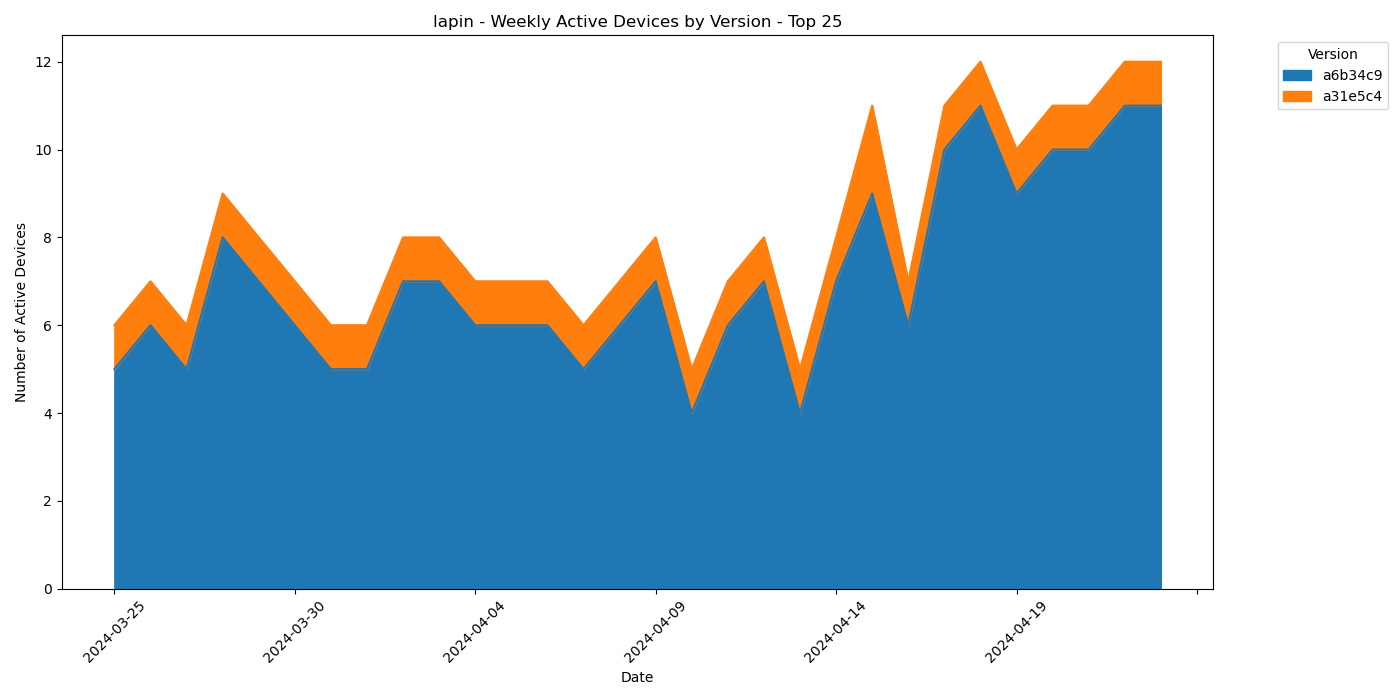 lapin - Weekly Active Devices by Version - Top 25
Version
a6b34c9
a31e5c4
Number of Active Devices
12
10
8
6
4
2
0
2024-03-25
2024-03-30
2024-04-04
2024-04-09
2024-04-14
2024-04-19
Date